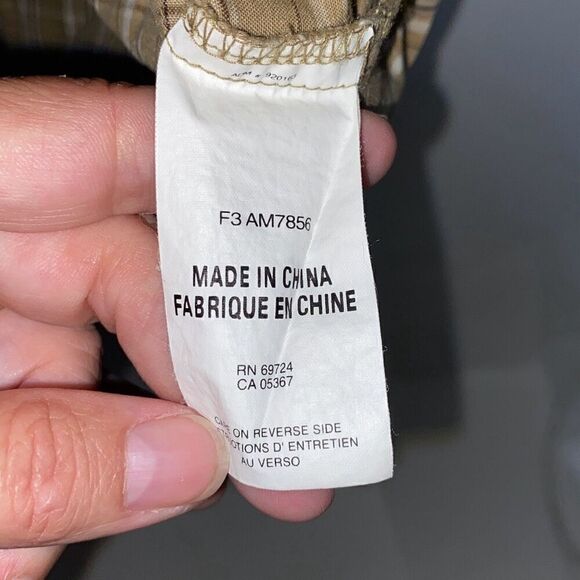 F3 AM7856
MADE IN CHINA
FABRIQUE EN CHINE
RN 69724
CA 05367
ON REVERSE SIDE
D' ENTRETIEN
AU VERSO